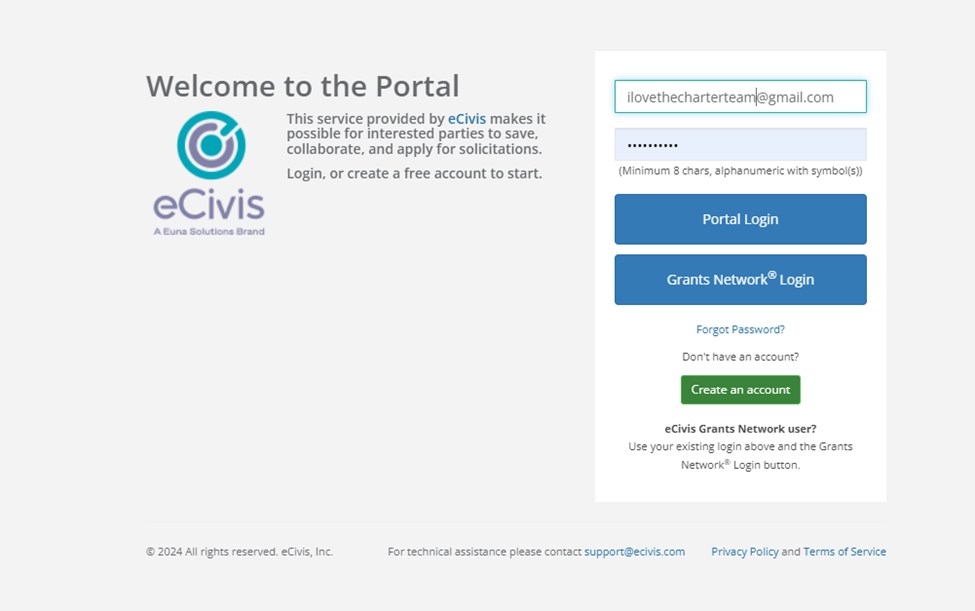 Welcome to the Portal
eCivis
A Euna Solutions Brand
This service provided by eCivis makes it
possible for interested parties to save,
collaborate, and apply for solicitations.
Login, or create a free account to start.
ilovethecharterteam@gmail.com
••••••••••
(Minimum 8 chars, alphanumeric with symbol(s))
Portal Login
Grants Network® Login
Forgot Password?
Don't have an account?
Create an account
eCivis Grants Network user?
Use your existing login above and the Grants
Network® Login button.
© 2024 All rights reserved. eCivis, Inc.
For technical assistance please contact support@ecivis.com
Privacy Policy and Terms of Service